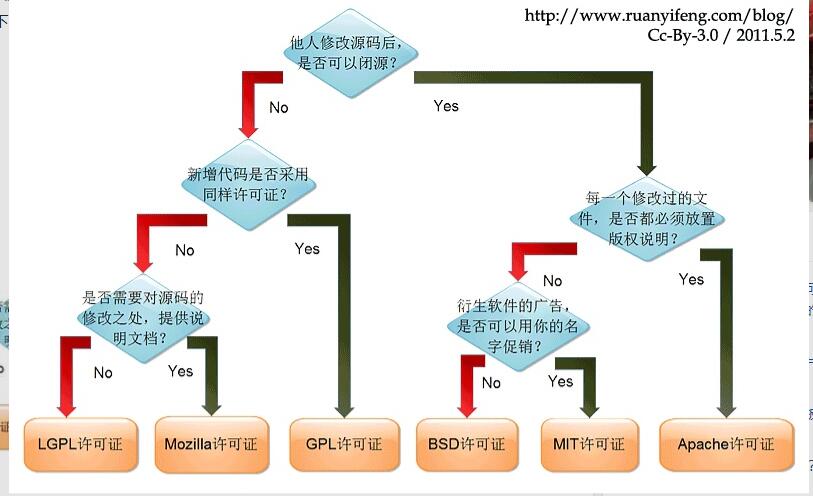 http://www.ruanyifeng.com/blog/
Cc-By-3.0 / 2011.5.2
他人修改源码后，
是否可以闭源？
No
Yes
新增代码是否采用
同样许可证？
每一个修改过的文
件，是否都必须放置
版权说明？
No
Yes
No
Yes
是否需要对源码的
修改之处，提供说
明文档？
衍生软件的广告，
是否可以用你的名
字促销？
No
Yes
No
Yes
LGPL许可证
Mozilla许可证
GPL许可证
BSD许可证
MIT许可证
Apache许可证